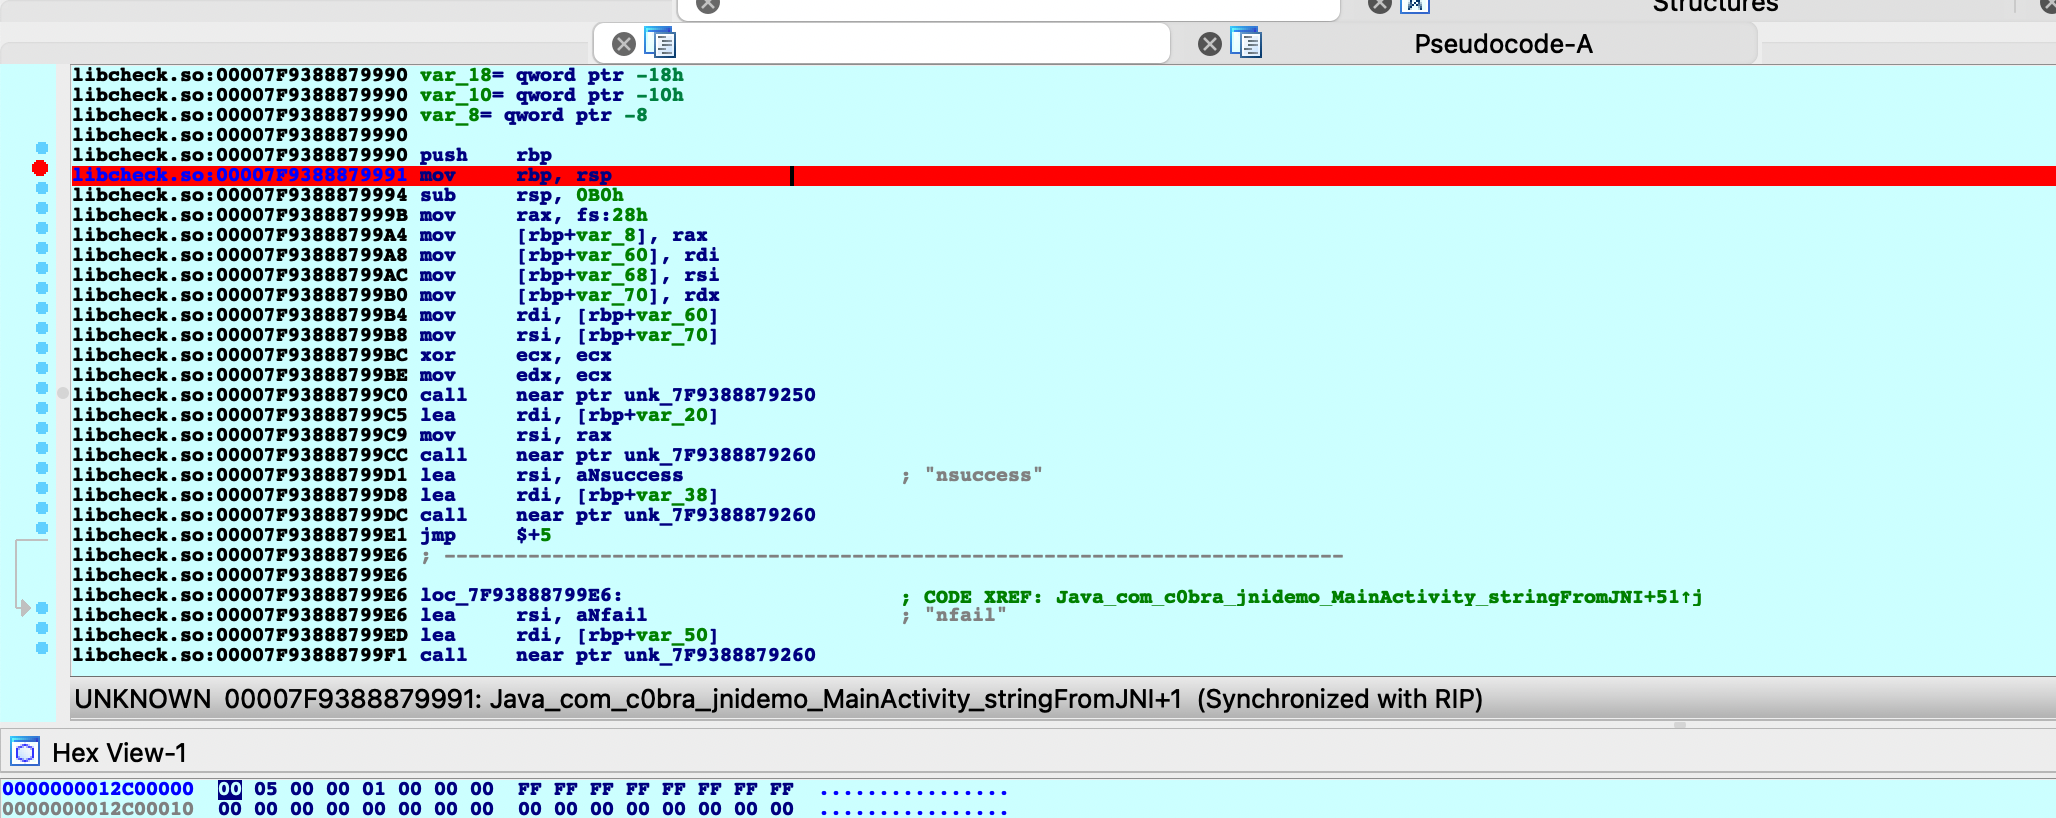 Structures
Pseudocode-A
libcheck.so:00007F9388879990 var_18= qword ptr -18h
libcheck.so:00007F9388879990 var_10= qword ptr -10h
libcheck.so:00007F9388879990 var_8= qword ptr -8
libcheck.so:00007F9388879990
libcheck.so:00007F9388879990 push rbp
libcheck.so:00007F9388879991 mov rbp, rsp
libcheck.so:00007F9388879994 sub rsp, 0B0h
libcheck.so:00007F938887999B mov rax, fs:28h
libcheck.so:00007F93888799A4 mov [rbp+var_8], rax
libcheck.so:00007F93888799A8 mov [rbp+var_60], rdi
libcheck.so:00007F93888799AC mov [rbp+var_68], rsi
libcheck.so:00007F93888799B0 mov [rbp+var_70], rdx
libcheck.so:00007F93888799B4 mov rdi, [rbp+var_60]
libcheck.so:00007F93888799B8 mov rsi, [rbp+var_70]
libcheck.so:00007F93888799BC xor ecx, ecx
libcheck.so:00007F93888799BE mov edx, ecx
libcheck.so:00007F93888799C0 call near ptr unk_7F9388879250
libcheck.so:00007F93888799C5 lea rdi, [rbp+var_20]
libcheck.so:00007F93888799C9 mov rsi, rax
libcheck.so:00007F93888799CC call near ptr unk_7F9388879260
libcheck.so:00007F93888799D1 lea rsi, aNsuccess ; "nsuccess"
libcheck.so:00007F93888799D8 lea rdi, [rbp+var_38]
libcheck.so:00007F93888799DC call near ptr unk_7F9388879260
libcheck.so:00007F93888799E1 jmp $+5
libcheck.so:00007F93888799E6 ; ---------------------------------------------------------------------------
libcheck.so:00007F93888799E6
libcheck.so:00007F93888799E6 loc_7F93888799E6: ; CODE XREF: Java_com_c0bra_jnidemo_MainActivity_stringFromJNI+51↑j
libcheck.so:00007F93888799E6 lea rsi, aNfail ; "nfail"
libcheck.so:00007F93888799ED lea rdi, [rbp+var_50]
libcheck.so:00007F93888799F1 call near ptr unk_7F9388879260
UNKNOWN 00007F9388879991: Java_com_c0bra_jnidemo_MainActivity_stringFromJNI+1 (Synchronized with RIP)
Hex View-1
0000000012C00000 00 05 00 00 01 00 00 00 FF FF FF FF FF FF FF FF ................
0000000012C00010 00 00 00 00 00 00 00 00 00 00 00 00 00 00 00 00 ................